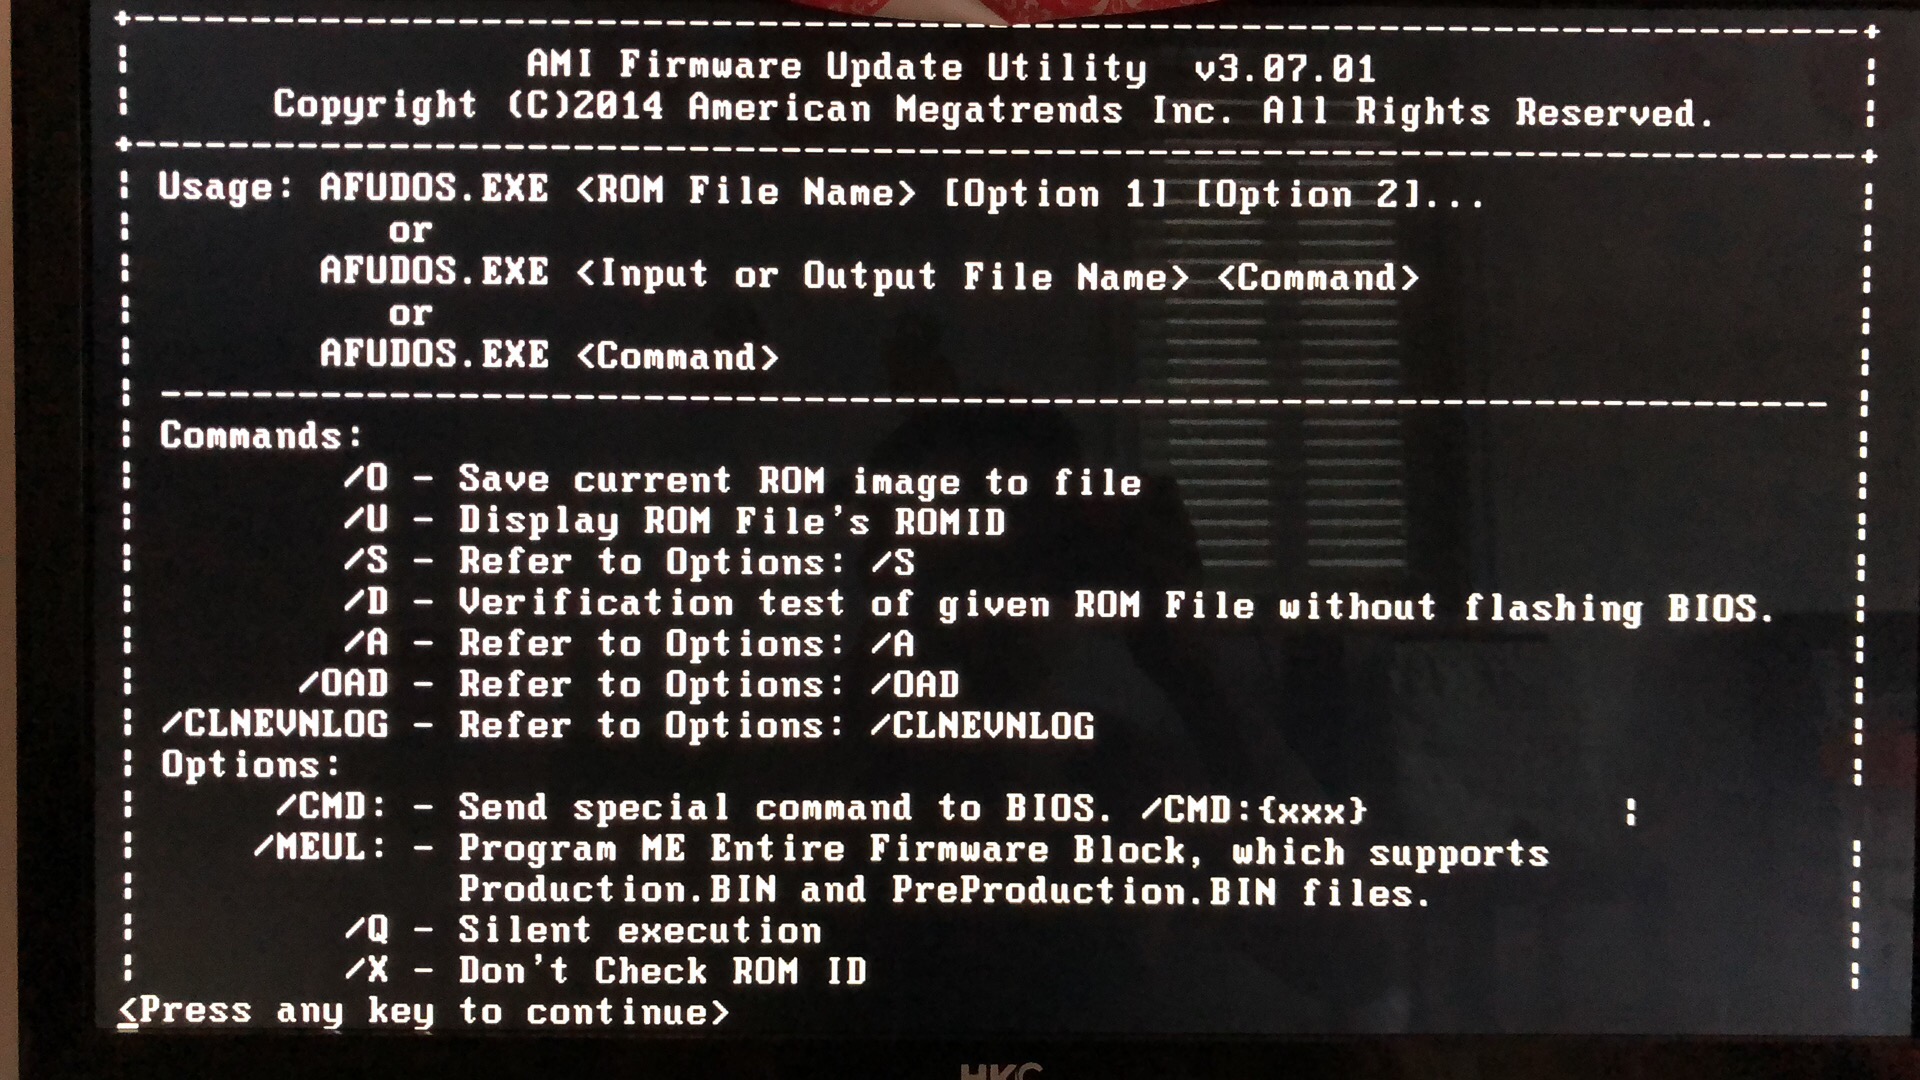 AMI Firmware Update Utility v3.07.01
Copyright (C)2014 American Megatrends Inc. All Rights Reserved.
Usage: AFUDOS.EXE <ROM File Name> [Option 1] [Option 2]...
or
AFUDOS.EXE <Input or Output File Name> <Command>
or
AFUDOS.EXE <Command>
Commands:
/O - Save current ROM image to file
/U - Display ROM File's ROMID
/S - Refer to Options: /S
/D - Verification test of given ROM File without flashing BIOS.
/A - Refer to Options: /A
/OAD - Refer to Options: /OAD
/CLNEVNLOG - Refer to Options: /CLNEVNLOG
Options:
/CMD: - Send special command to BIOS. /CMD:{xxx}
/MEUL: - Program ME Entire Firmware Block, which supports
Production.BIN and PreProduction.BIN files.
/Q - Silent execution
/X - Don't Check ROM ID
<Press any key to continue>
HKC